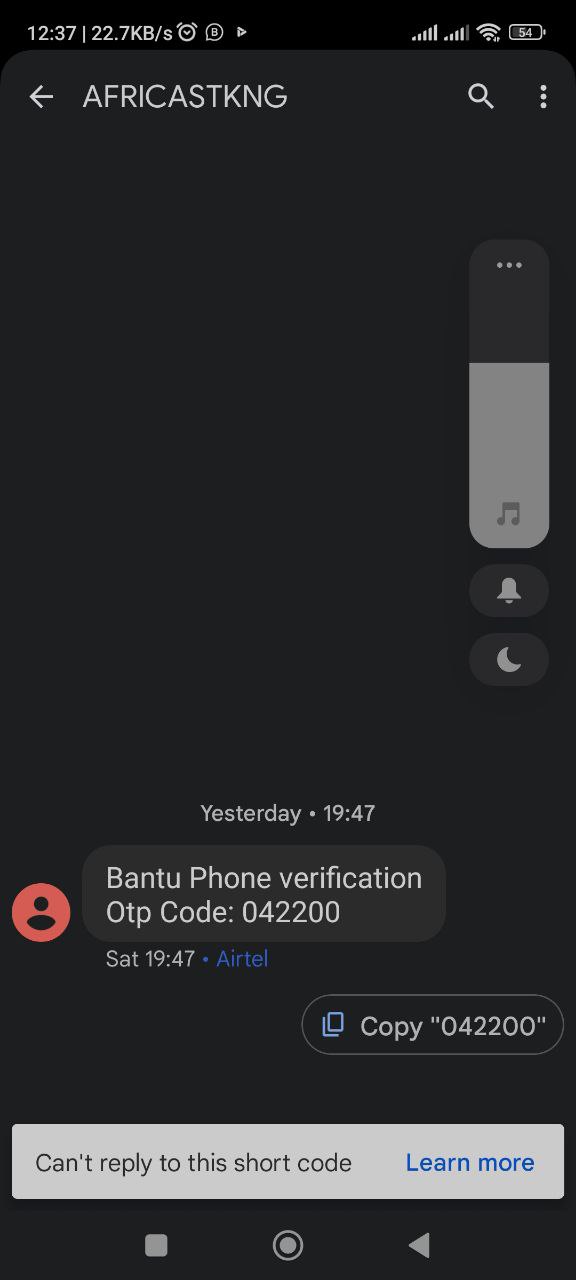 12:37 | 22.7KB/s
54
AFRICASTKNG
Yesterday • 19:47
Bantu Phone verification
Otp Code: 042200
Sat 19:47 • Airtel
Copy "042200"
Can't reply to this short code Learn more